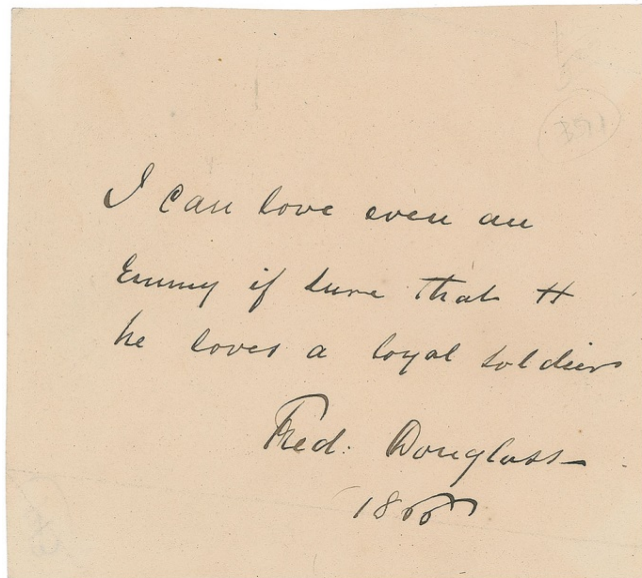 I can love even an
Enemy if sure that H
he loves a loyal soldier
Fred. Douglass
1866